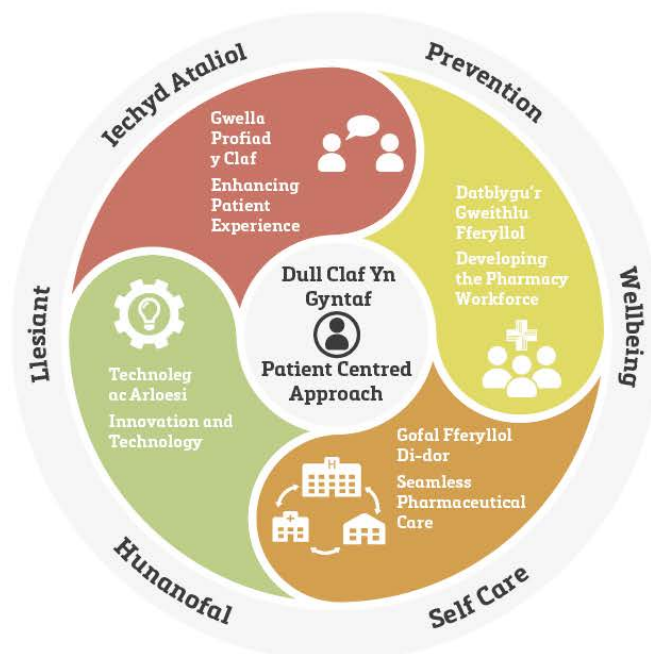 Iechyd Ataliol
Prevention
Gwella
Profiad
y Claf
Enhancing
Patient
Experience
Datblygu'r
Gweithlu
Fferyllol
Developing
the Pharmacy
Workforce
Llesiant
Wellbeing
Dull Claf Yn
Gyntaf
Patient Centred
Approach
Technoleg
ac Arloesi
Innovation and
Technology
Gofal Fferyllol
Di-dor
Seamless
Pharmaceutical
Care
H
Hunanofal
Self Care